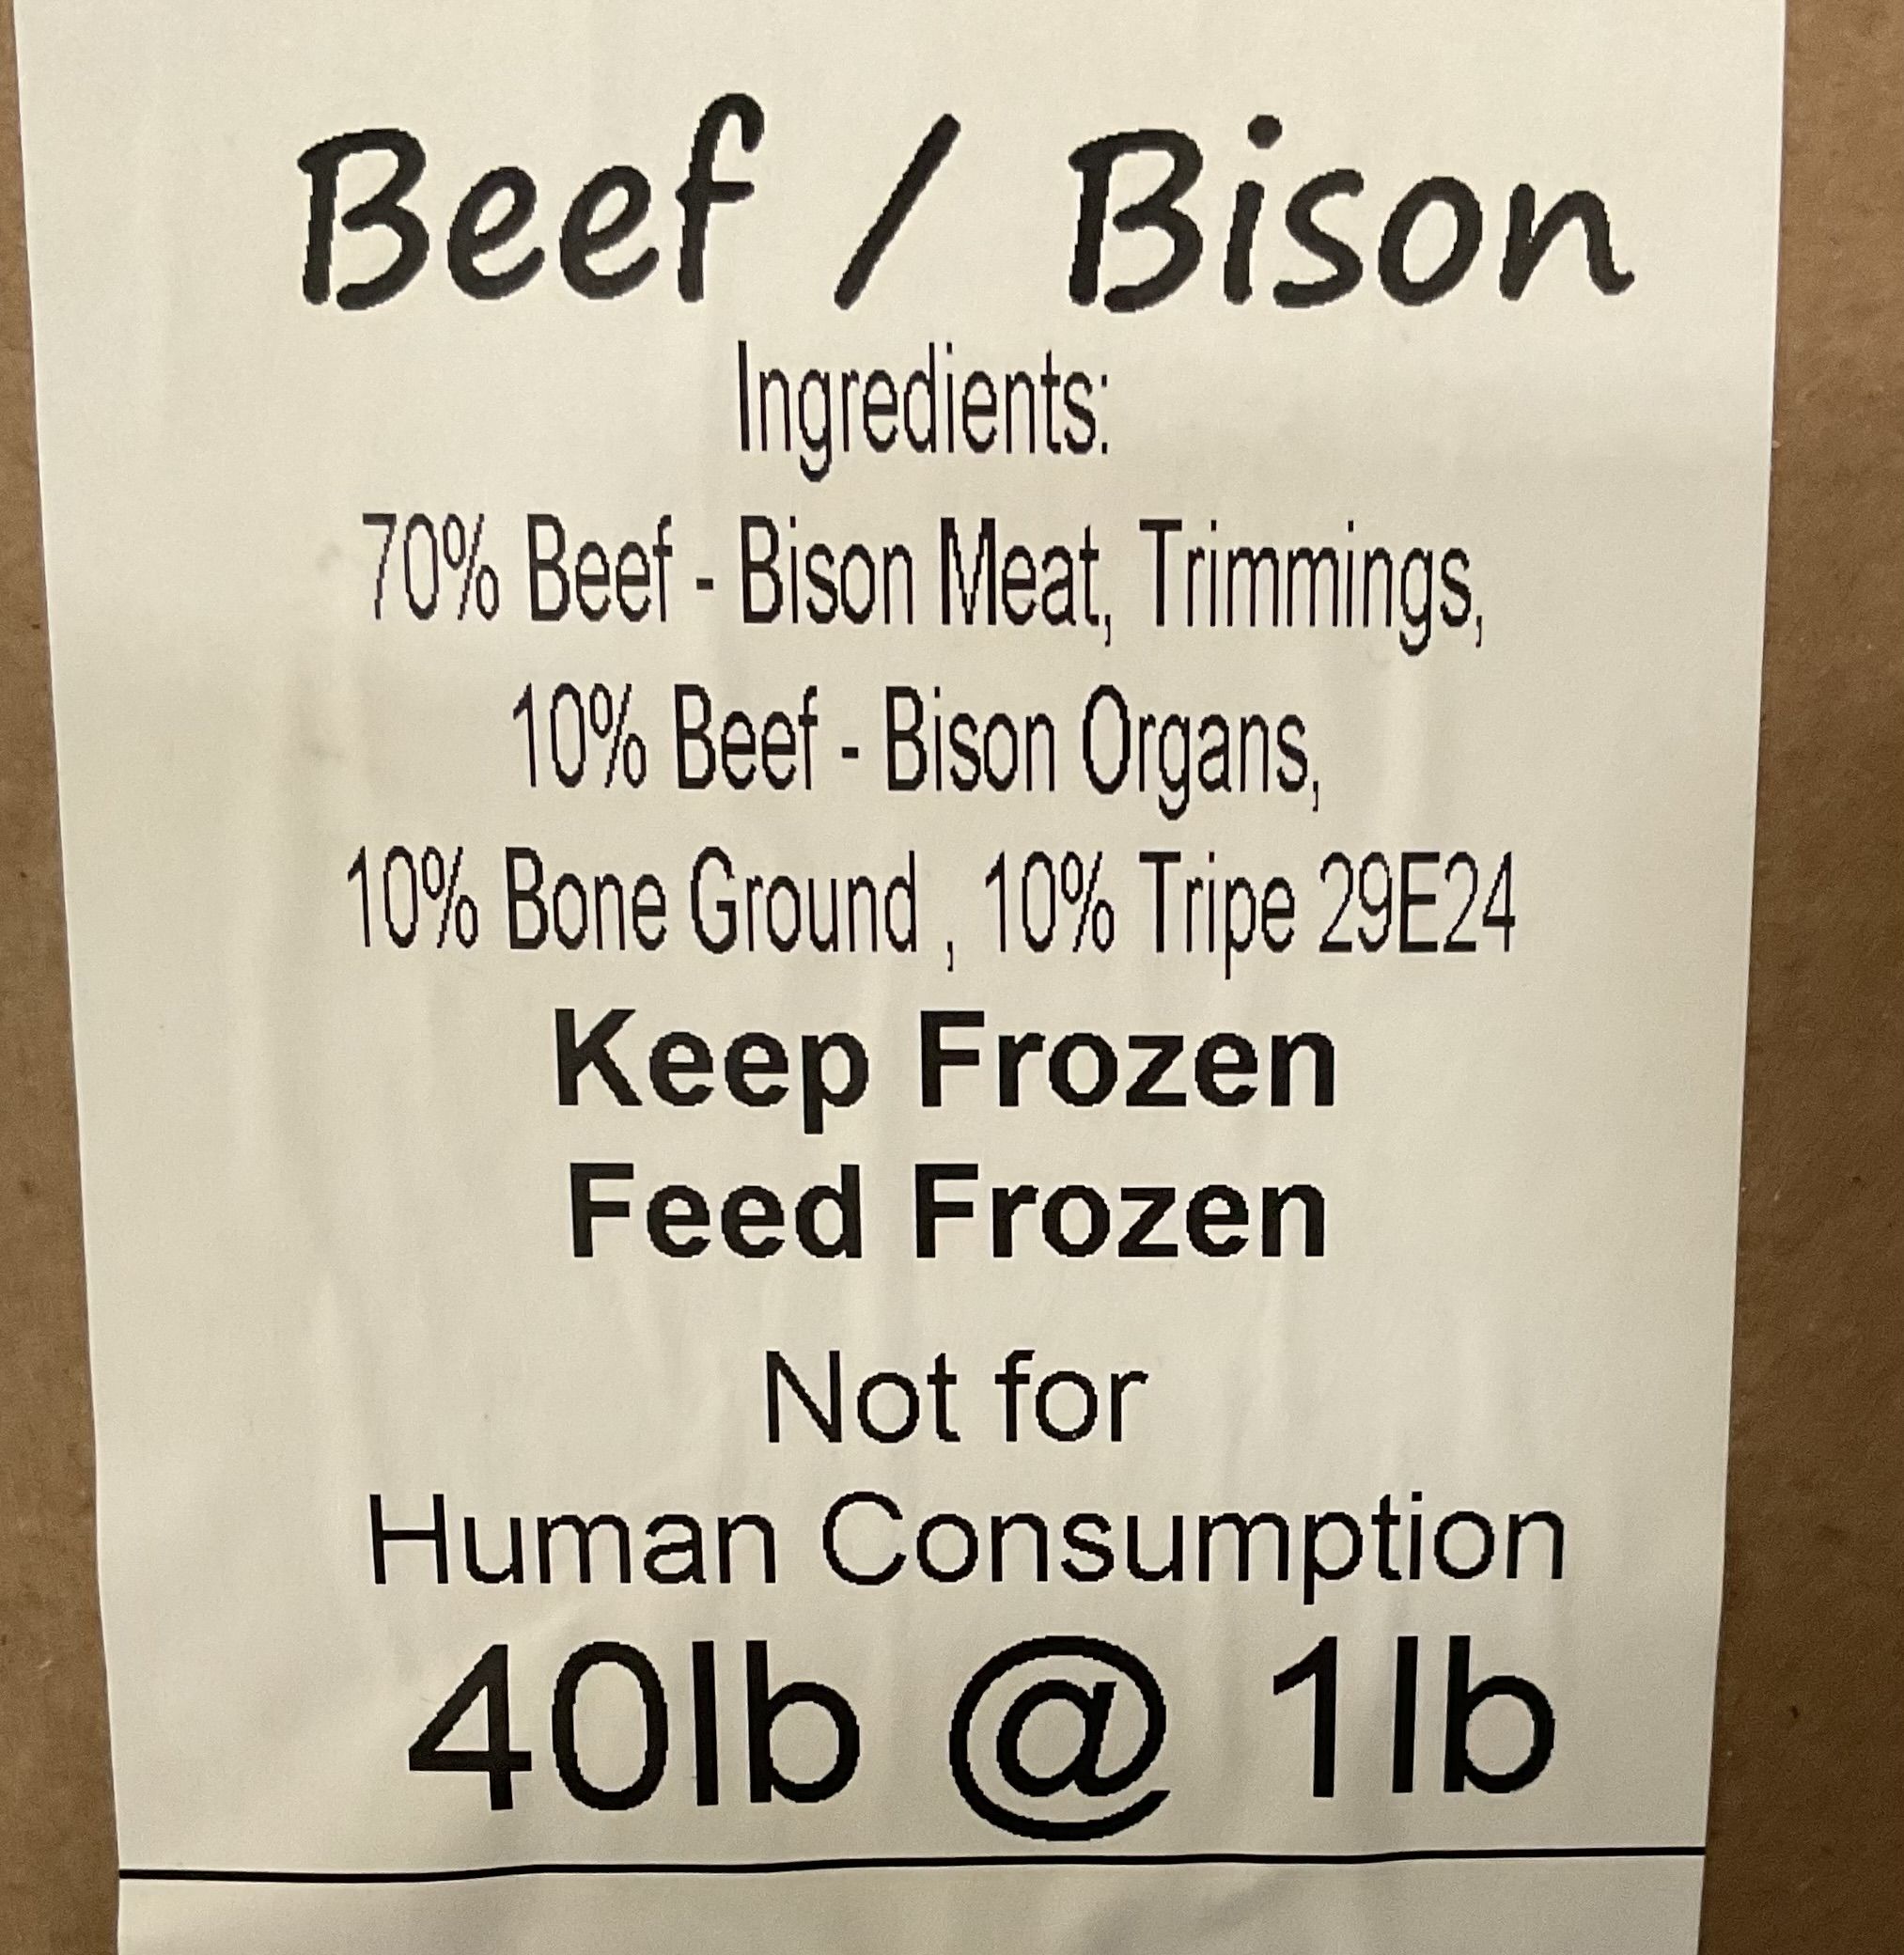 Beef / Bison
Ingredients:
70% Beef - Bison Meat, Trimmings,
10% Beef - Bison Organs,
10% Bone Ground , 10% Tripe 29E24
Keep Frozen
Feed Frozen
Not for
Human Consumption
40lb @ 1lb